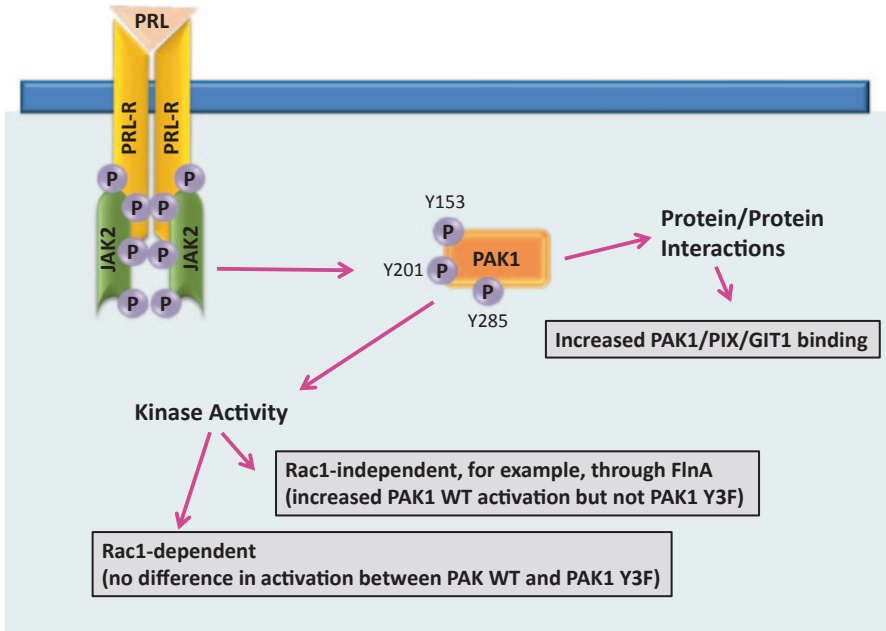 PRL
PRL-R
PRL-R
P
P
P
P
JAK2
JAK2
P
P
P
P
Y153
P
Y201
P
PAK1
P
Y285
Protein/Protein
Interactions
Increased PAK1/PIX/GIT1 binding
Kinase Activity
Rac1-independent, for example, through FlnA
(increased PAK1 WT activation but not PAK1 Y3F)
Rac1-dependent
(no difference in activation between PAK WT and PAK1 Y3F)